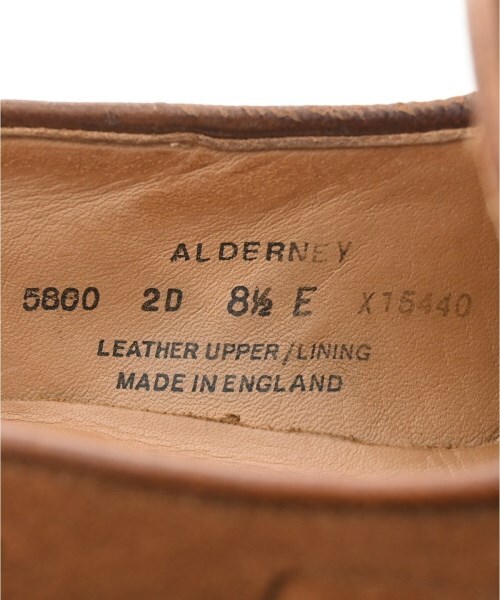 ALDERNEY
5800 2D 8½ E X15440
LEATHER UPPER/LINING
MADE IN ENGLAND